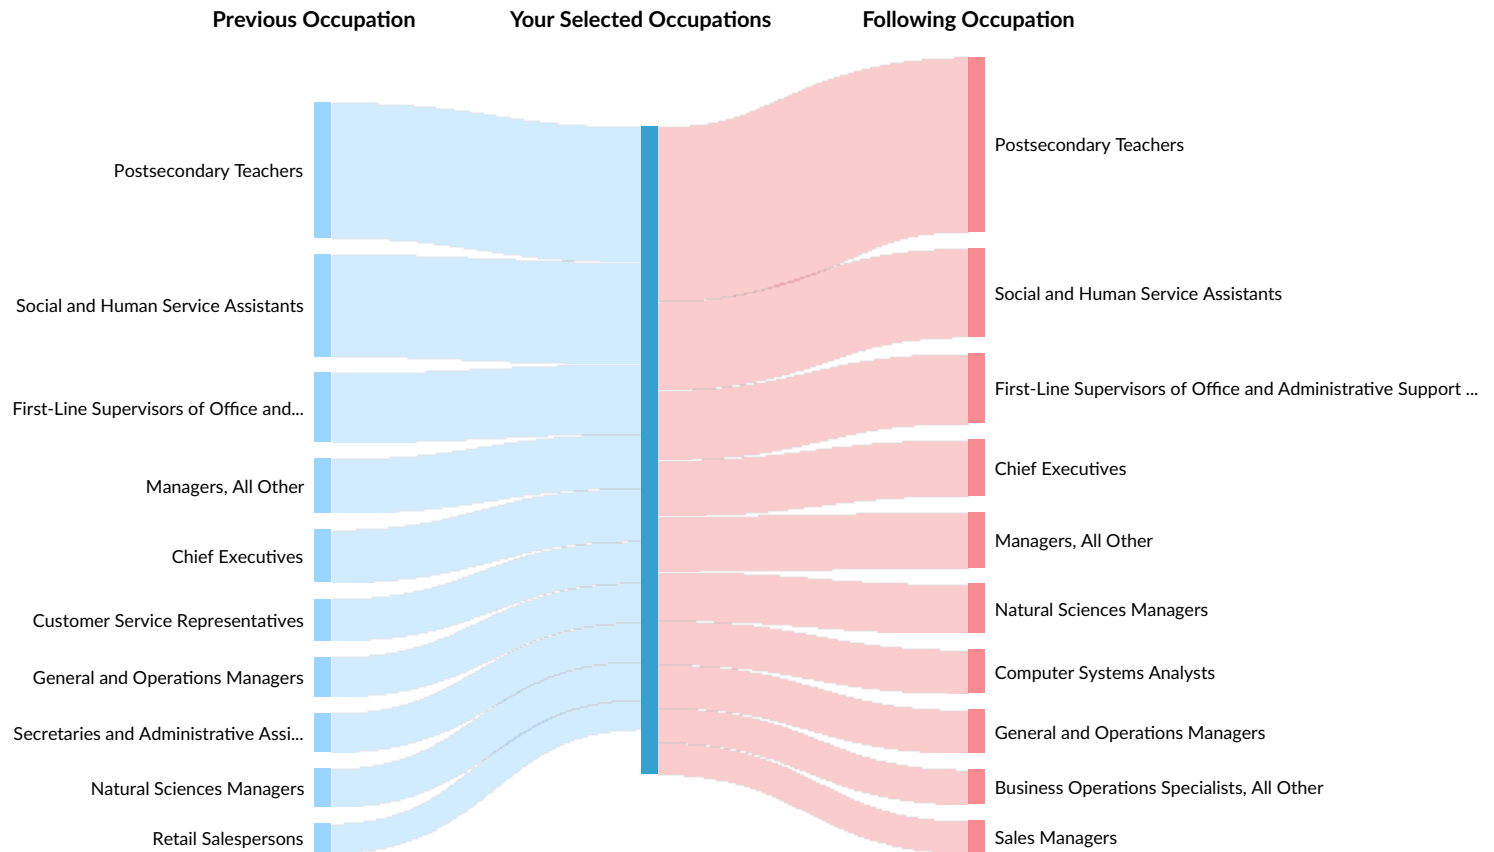 Previous Occupation
Your Selected Occupations
Following Occupation
Postsecondary Teachers
Social and Human Service Assistants
First-Line Supervisors of Office and...
Managers, All Other
Chief Executives
Customer Service Representatives
General and Operations Managers
Secretaries and Administrative Assi...
Natural Sciences Managers
Retail Salespersons
Postsecondary Teachers
Social and Human Service Assistants
First-Line Supervisors of Office and Administrative Support ...
Chief Executives
Managers, All Other
Natural Sciences Managers
Computer Systems Analysts
General and Operations Managers
Business Operations Specialists, All Other
Sales Managers